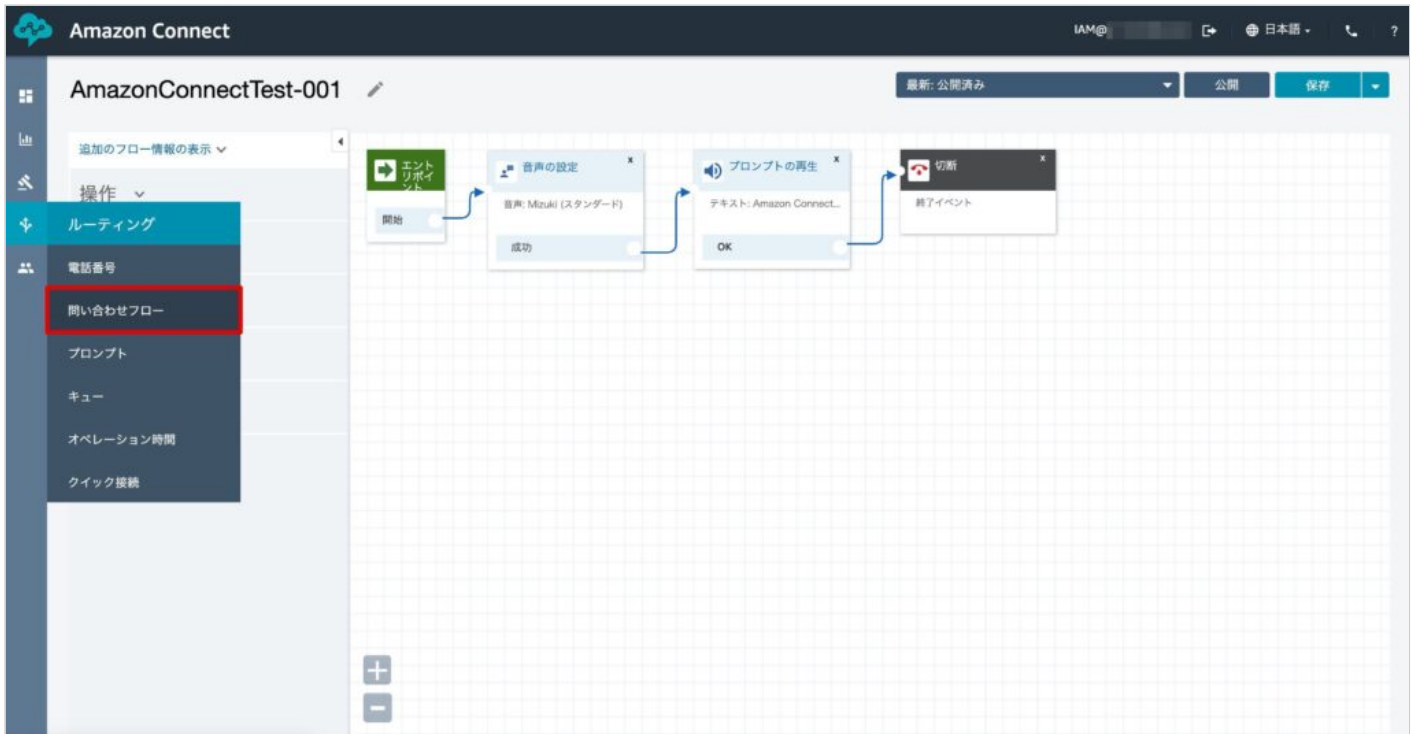 Amazon Connect
IAM@
日本語
?
AmazonConnectTest-001
最新: 公開済み
公開
保存
追加のフロー情報の表示
操作
ルーティング
電話番号
問い合わせフロー
プロンプト
キュー
オペレーション時間
クイック接続
エント
リポイ
ント
開始
音声の設定
x
音声: Mizuki (スタンダード)
成功
プロンプトの再生
x
テキスト: Amazon Connect...
OK
切断
x
終了イベント